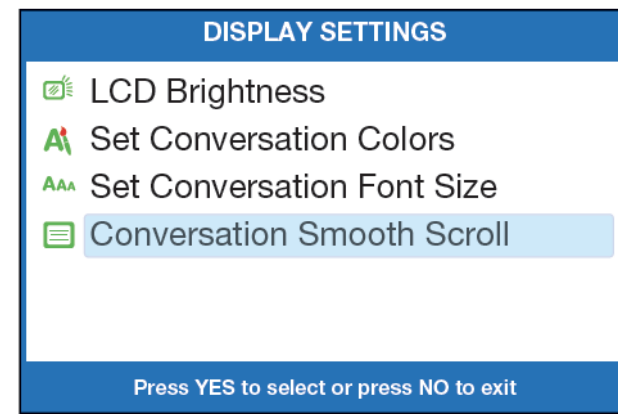 DISPLAY SETTINGS
LCD Brightness
A Set Conversation Colors
AAA Set Conversation Font Size
Conversation Smooth Scroll
Press YES to select or press NO to exit